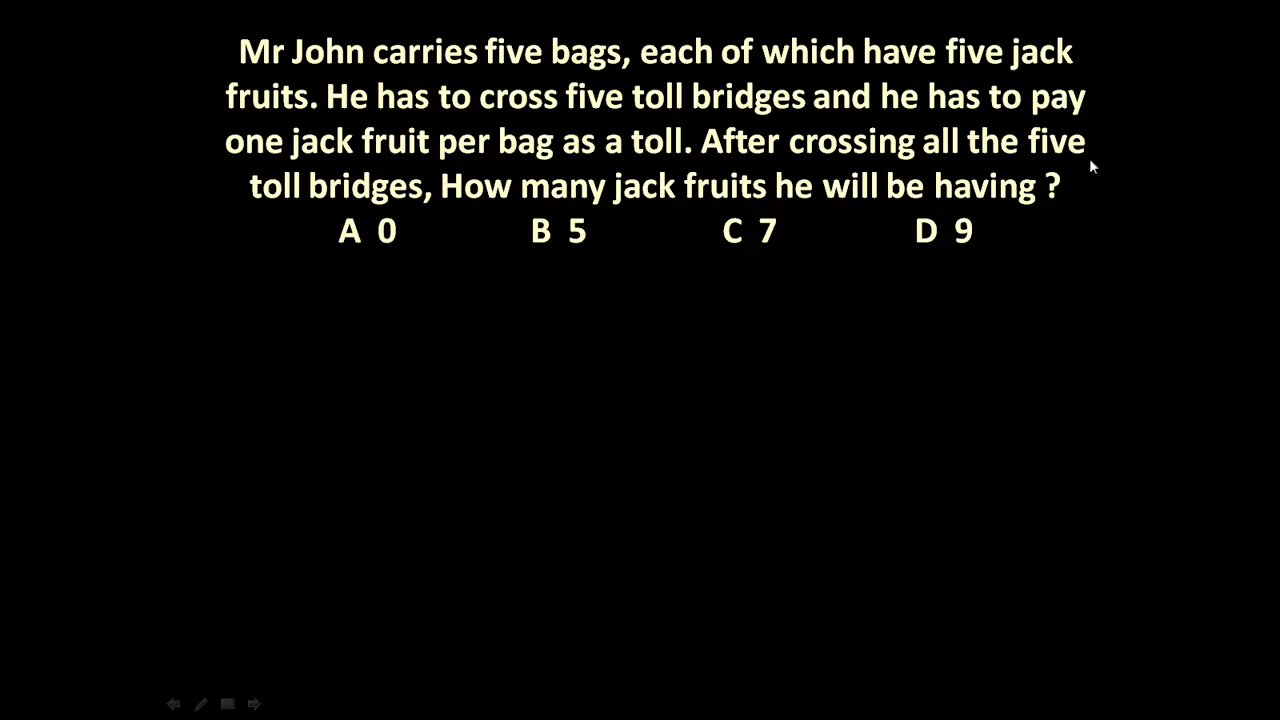 Mr John carries five bags, each of which have five jack
fruits. He has to cross five toll bridges and he has to pay
one jack fruit per bag as a toll. After crossing all the five
toll bridges, How many jack fruits he will be having ?
A 0 B 5 C 7 D 9